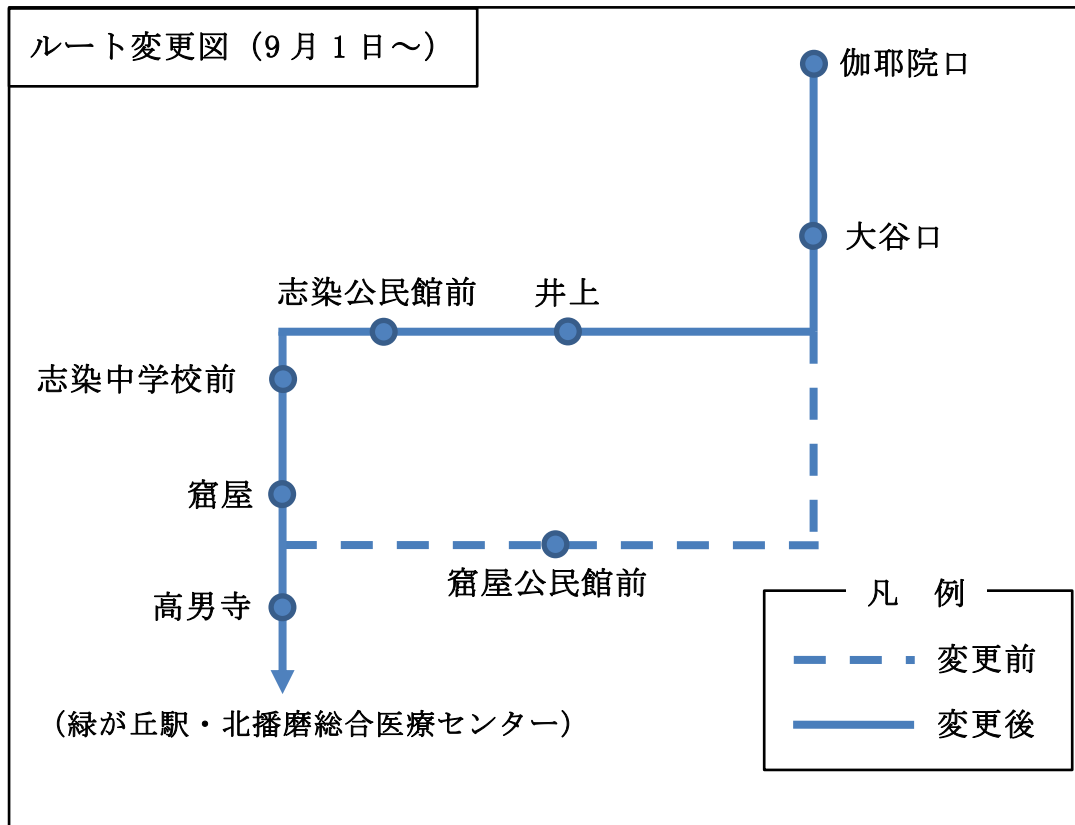 ルート変更図（9月1日～）
伽耶院口
大谷口
志染公民館前
井上
志染中学校前
窟屋
窟屋公民館前
高男寺
（緑が丘駅・北播磨総合医療センター）
凡 例
変更前
変更後